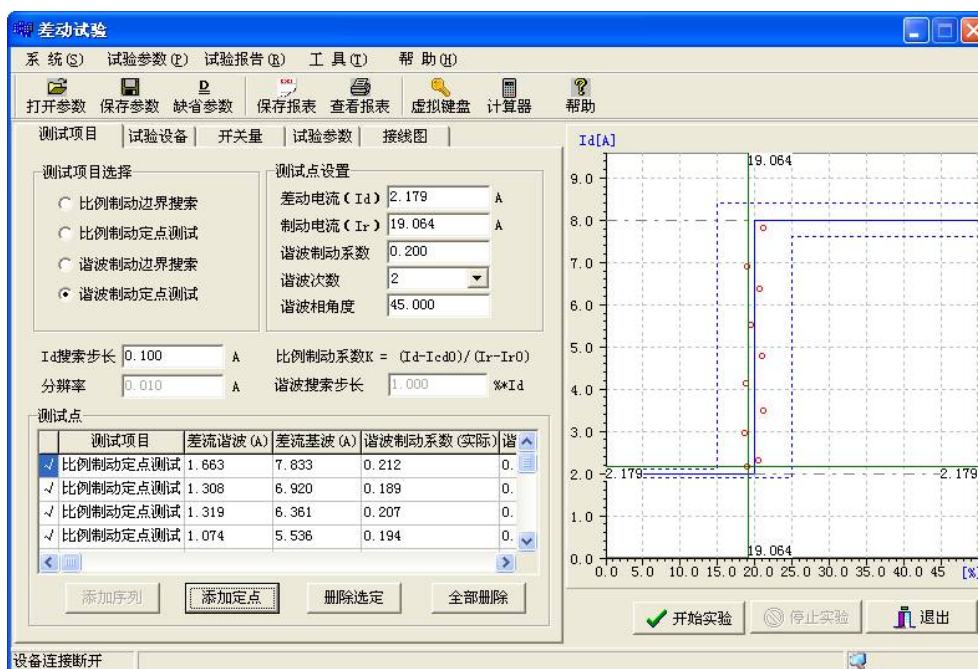 差动试验
系 统(S) 试验参数(P) 试验报告(R) 工 具(T) 帮 助(H)
D
打开参数 保存参数 缺省参数 保存报表 查看报表 虚拟键盘 计算器 帮助
测试项目 试验设备 开关量 试验参数 接线图
测试项目选择
比例制动边界搜索
比例制动定点测试
谐波制动边界搜索
谐波制动定点测试
测试点设置
差动电流(Id) 2.179 A
制动电流(Ir) 19.064 A
谐波制动系数 0.200
谐波次数 2
谐波相角度 45.000
Id搜索步长 0.100 A 比例制动系数K = (Id-Icd0)/(Ir-Ir0)
分辨率 0.010 A 谐波搜索步长 1.000 %*Id
测试点
测试项目 差流谐波(A) 差流基波(A) 谐波制动系数(实际) 谐
√ 比例制动定点测试 1.663 7.833 0.212 0.
√ 比例制动定点测试 1.308 6.920 0.189 0.
√ 比例制动定点测试 1.319 6.361 0.207 0.
√ 比例制动定点测试 1.074 5.536 0.194 0.
添加序列 添加定点 删除选定 全部删除
Id[A]
19.064
9.0
8.0
7.0
6.0
5.0
4.0
3.0
2.0 2.179 2.179
1.0
0.0 19.064
0.0 5.0 10.0 15.0 20.0 25.0 30.0 35.0 40.0 45 [%]
开始实验 停止实验 退出
设备连接断开